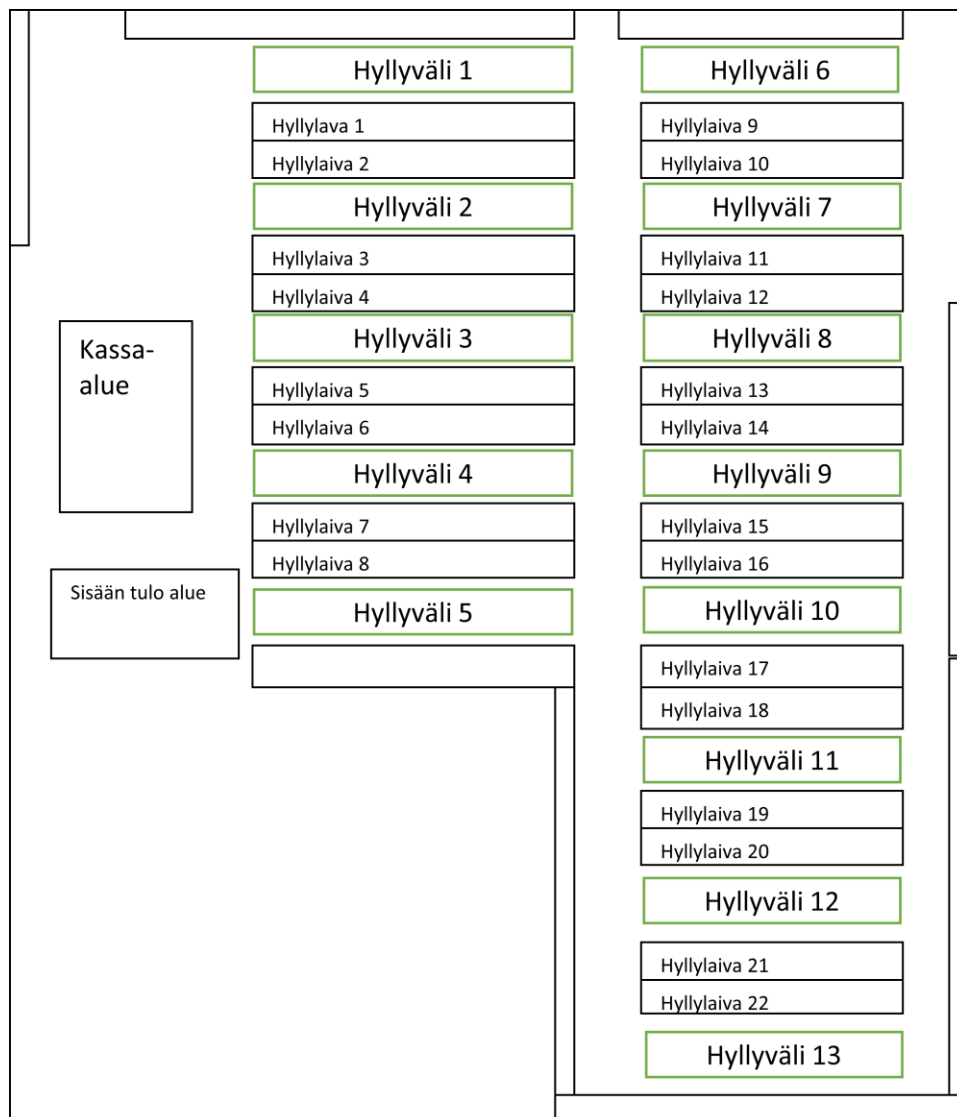 Hyllyväli 1
Hyllylava 1
Hyllylaiva 2
Hyllyväli 2
Hyllylaiva 3
Hyllylaiva 4
Hyllyväli 3
Hyllylaiva 5
Hyllylaiva 6
Hyllyväli 4
Hyllylaiva 7
Hyllylaiva 8
Hyllyväli 5
Kassa-
alue
Sisään tulo alue
Hyllyväli 6
Hyllylaiva 9
Hyllylaiva 10
Hyllyväli 7
Hyllylaiva 11
Hyllylaiva 12
Hyllyväli 8
Hyllylaiva 13
Hyllylaiva 14
Hyllyväli 9
Hyllylaiva 15
Hyllylaiva 16
Hyllyväli 10
Hyllylaiva 17
Hyllylaiva 18
Hyllyväli 11
Hyllylaiva 19
Hyllylaiva 20
Hyllyväli 12
Hyllylaiva 21
Hyllylaiva 22
Hyllyväli 13